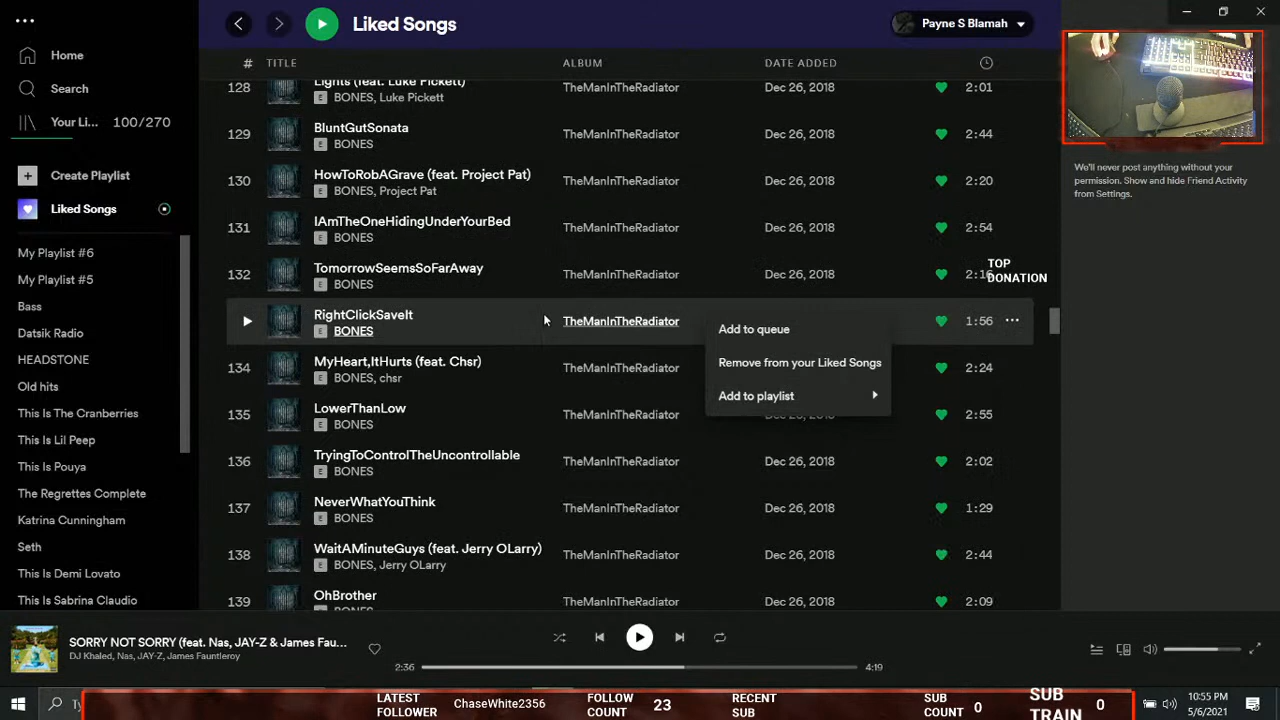 Liked Songs
Payne S Blamah
Home
Search
Your Li... 100/270
Create Playlist
Liked Songs
My Playlist #6
My Playlist #5
Bass
Datsik Radio
HEADSTONE
Old hits
This Is The Cranberries
This Is Lil Peep
This Is Pouya
The Regrettes Complete
Katrina Cunningham
Seth
This Is Demi Lovato
This Is Sabrina Claudio
# TITLE ALBUM DATE ADDED
128 Lights (feat. Luke Pickett) TheManInTheRadiator Dec 26, 2018 2:01
E BONES, Luke Pickett
129 BluntGutSonata TheManInTheRadiator Dec 26, 2018 2:44
E BONES
130 HowToRobAGrave (feat. Project Pat) TheManInTheRadiator Dec 26, 2018 2:20
E BONES, Project Pat
131 IAmTheOneHidingUnderYourBed TheManInTheRadiator Dec 26, 2018 2:54
E BONES
132 TomorrowSeemsSoFarAway TheManInTheRadiator Dec 26, 2018
E BONES
RightClickSaveIt TheManInTheRadiator 1:56
E BONES
134 MyHeart,ItHurts (feat. Chsr) TheManInTheRadiator 2:24
E BONES, chsr
135 LowerThanLow TheManInTheRadiator Dec 26, 2018 2:55
E BONES
136 TryingToControlTheUncontrollable TheManInTheRadiator Dec 26, 2018 2:02
E BONES
137 NeverWhatYouThink TheManInTheRadiator Dec 26, 2018 1:29
E BONES
138 WaitAMinuteGuys (feat. Jerry OLarry) TheManInTheRadiator Dec 26, 2018 2:44
E BONES, Jerry OLarry
139 OhBrother TheManInTheRadiator Dec 26, 2018 2:09
BONES
Add to queue
Remove from your Liked Songs
Add to playlist
TOP
DONATION
We'll never post anything without your
permission. Show and hide Friend Activity
from Settings.
SORRY NOT SORRY (feat. Nas, JAY-Z & James Fau...
DJ Khaled, Nas, JAY-Z, James Fauntleroy
2:36 4:19
Ty
LATEST
FOLLOWER
ChaseWhite2356
FOLLOW
COUNT
23
RECENT
SUB
SUB
COUNT
0
SUB
TRAIN
0
10:55 PM
5/6/2021